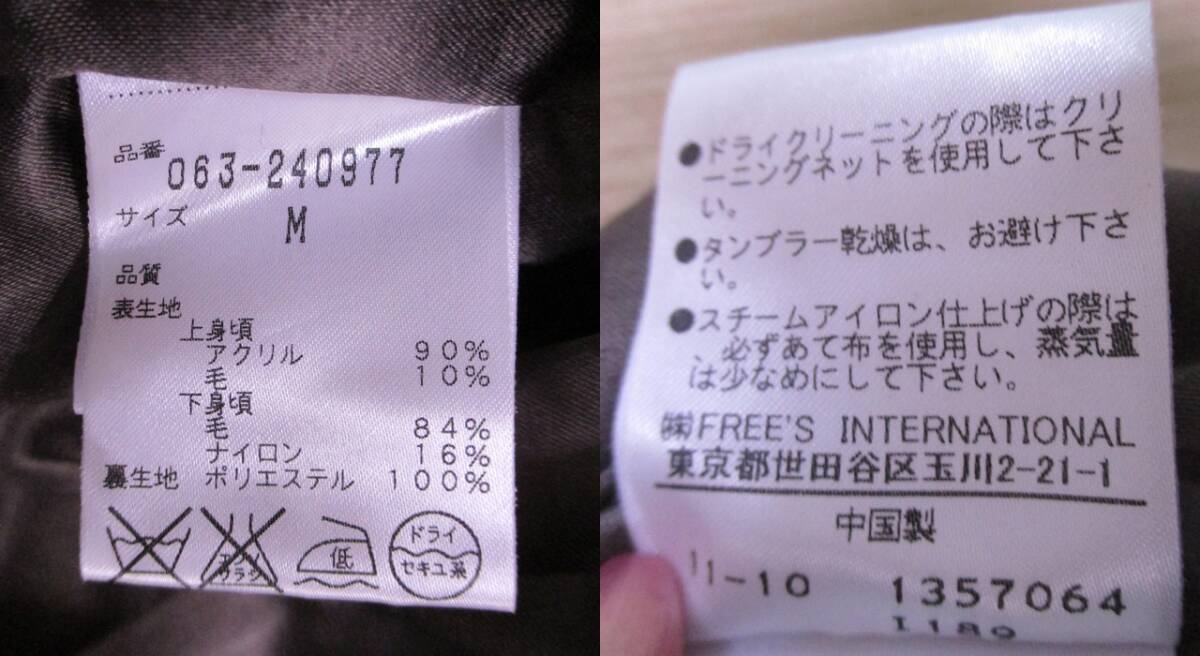 品番
063-240977
サイズ
M
品質
表生地
上身頃
アクリル 90%
毛 10%
下身頃
毛 84%
ナイロン 16%
裏生地 ポリエステル 100%
エンソ
サラシ
低
ドライ
セキユ系
●ドライクリーニングの際はクリ
ーニングネットを使用して下さ
い。
●タンブラー乾燥は、お避け下さ
い。
●スチームアイロン仕上げの際は
、必ずあて布を使用し、蒸気量
は少なめにして下さい。
㈱FREE'S INTERNATIONAL
東京都世田谷区玉川2-21-1
中国製
11-10 1357064
I189